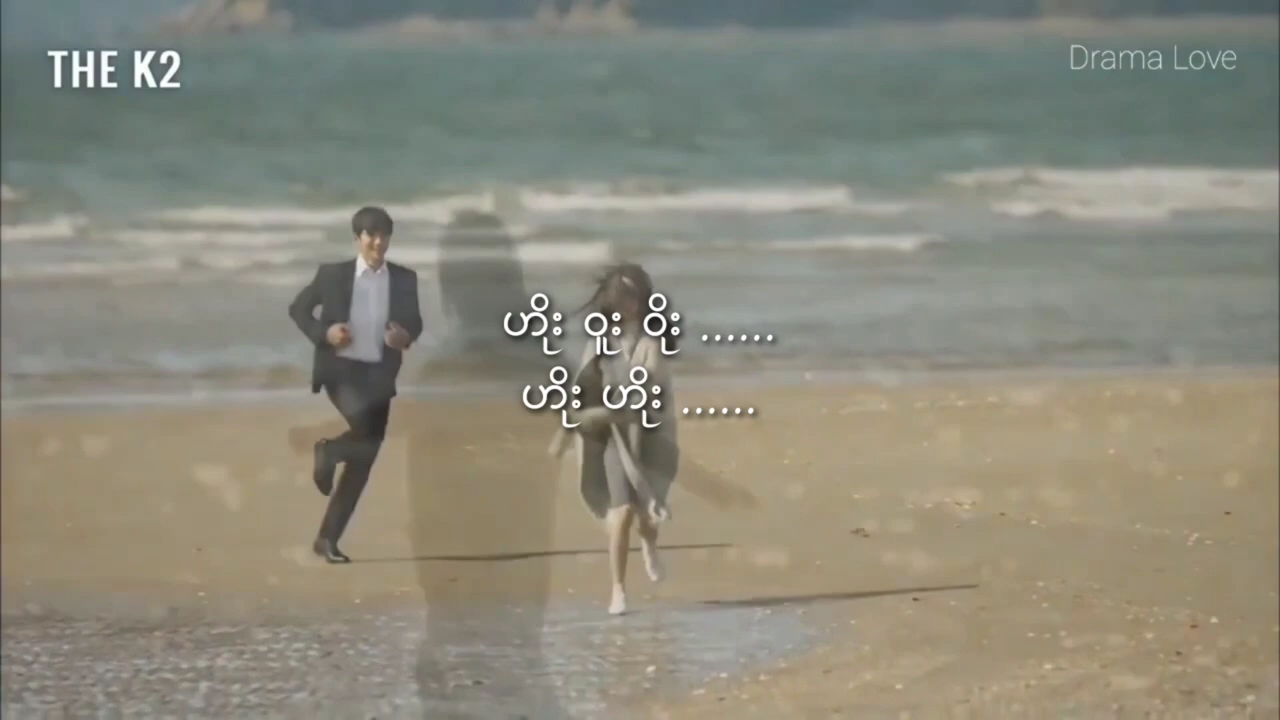 THE K2
Drama Love
ဟိုး ဝူး ဝိုး ......
ဟိုး ဟိုး ......